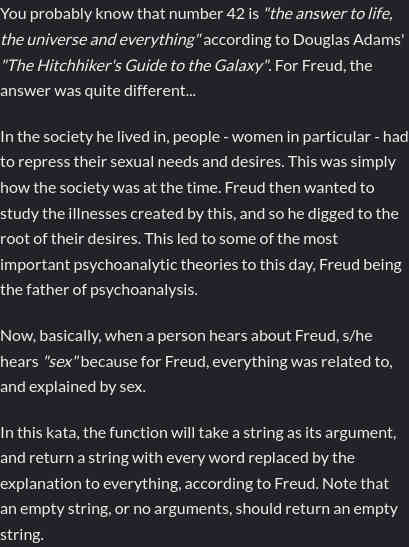 You probably know that number 42 is "the answer to life,
the universe and everything" according to Douglas Adams'
"The Hitchhiker's Guide to the Galaxy". For Freud, the
answer was quite different...
In the society he lived in, people - women in particular - had
to repress their sexual needs and desires. This was simply
how the society was at the time. Freud then wanted to
study the illnesses created by this, and so he digged to the
root of their desires. This led to some of the most
important psychoanalytic theories to this day, Freud being
the father of psychoanalysis.
Now, basically, when a person hears about Freud, s/he
hears "sex" because for Freud, everything was related to,
and explained by sex.
In this kata, the function will take a string as its argument,
and return a string with every word replaced by the
explanation to everything, according to Freud. Note that
an empty string, or no arguments, should return an empty
string.